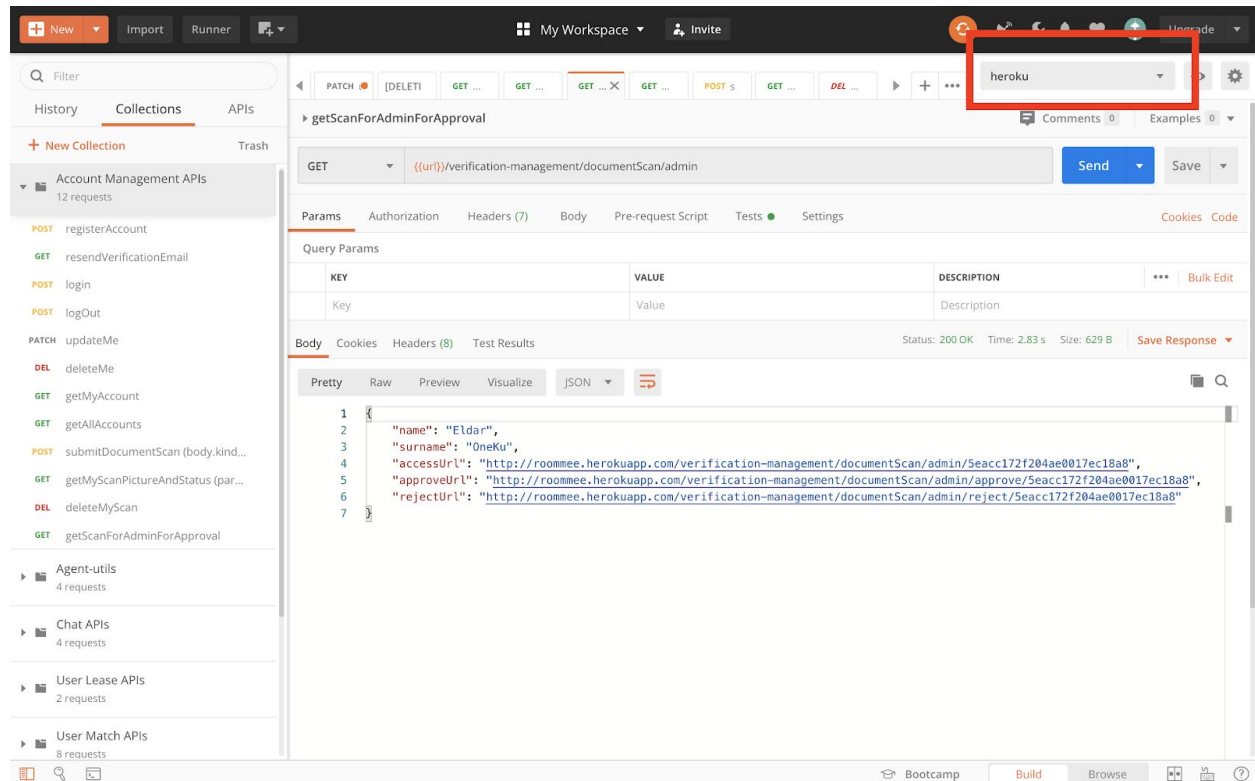 New Import Runner My Workspace Invite Upgrade
Filter
History Collections APIs
New Collection Trash
Account Management APIs
12 requests
POST registerAccount
GET resendVerificationEmail
POST login
POST logOut
PATCH updateMe
DEL deleteMe
GET getMyAccount
GET getAllAccounts
POST submitDocumentScan (body.kind...
GET getMyScanPictureAndStatus (par...
DEL deleteMyScan
GET getScanForAdminForApproval
Agent-utils
4 requests
Chat APIs
4 requests
User Lease APIs
2 requests
User Match APIs
8 requests
PATCH [DELETI GET ... GET ... GET ... GET ... POST s GET ... DEL ... heroku
getScanForAdminForApproval Comments 0 Examples 0
GET {{url}}/verification-management/documentScan/admin Send Save
Params Authorization Headers (7) Body Pre-request Script Tests Settings Cookies Code
Query Params
KEY VALUE DESCRIPTION Bulk Edit
Key Value Description
Body Cookies Headers (8) Test Results Status: 200 OK Time: 2.83 s Size: 629 B Save Response
Pretty Raw Preview Visualize JSON
1 {
2 "name": "Eldar",
3 "surname": "OneKu",
4 "accessUrl": "http://roommee.herokuapp.com/verification-management/documentScan/admin/5eacc172f204ae0017ec18a8",
5 "approveUrl": "http://roommee.herokuapp.com/verification-management/documentScan/admin/approve/5eacc172f204ae0017ec18a8",
6 "rejectUrl": "http://roommee.herokuapp.com/verification-management/documentScan/admin/reject/5eacc172f204ae0017ec18a8"
7 }
Bootcamp Build Browse